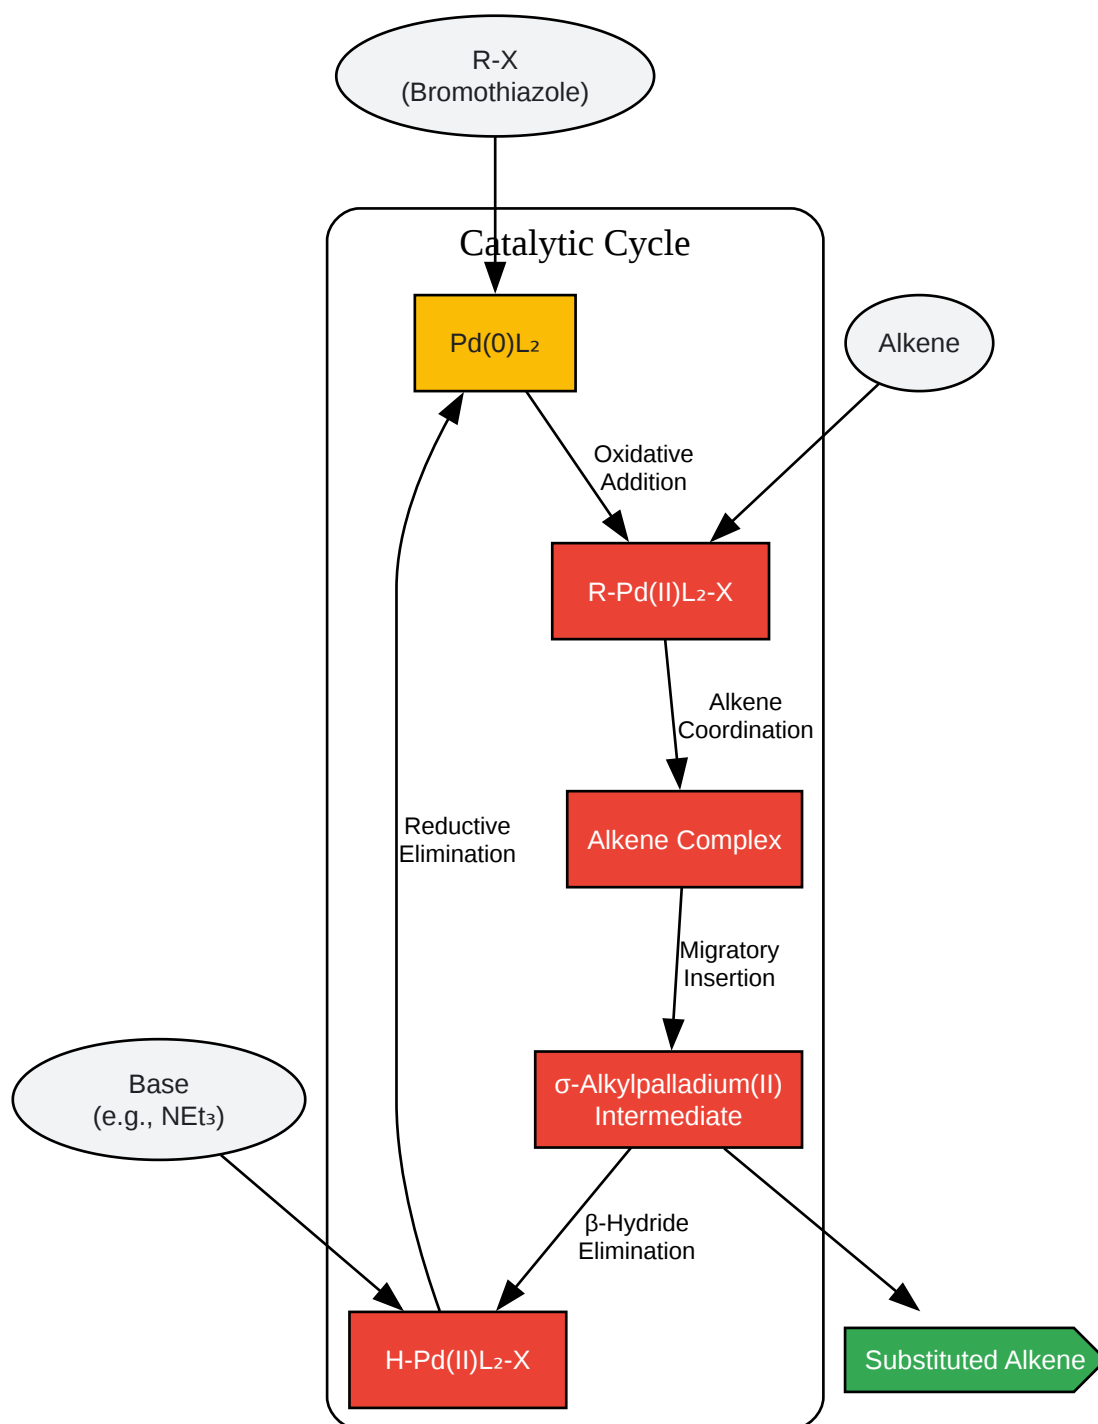 R-X
(Bromothiazole)
Catalytic Cycle
Pd(0)L₂
Alkene
Oxidative
Addition
R-Pd(II)L₂-X
Alkene
Coordination
Reductive
Elimination
Alkene Complex
Migratory
Insertion
Base
(e.g., NEt₃)
σ-Alkylpalladium(II)
Intermediate
β-Hydride
Elimination
H-Pd(II)L₂-X
Substituted Alkene